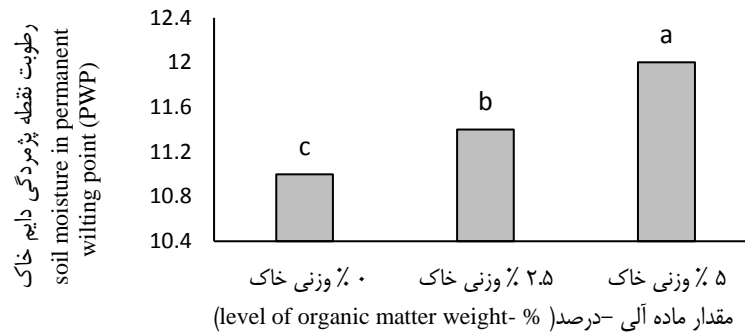 رطوبت نقطه پژمردگی دایم خاک
soil moisture in permanent
wilting point (PWP)
12.4
12
11.6
11.2
10.8
10.4
c
b
a
۰ ٪ وزنی خاک
۲.۵ ٪ وزنی خاک
۵ ٪ وزنی خاک
مقدار ماده آلی –درصد( % -level of organic matter weight)